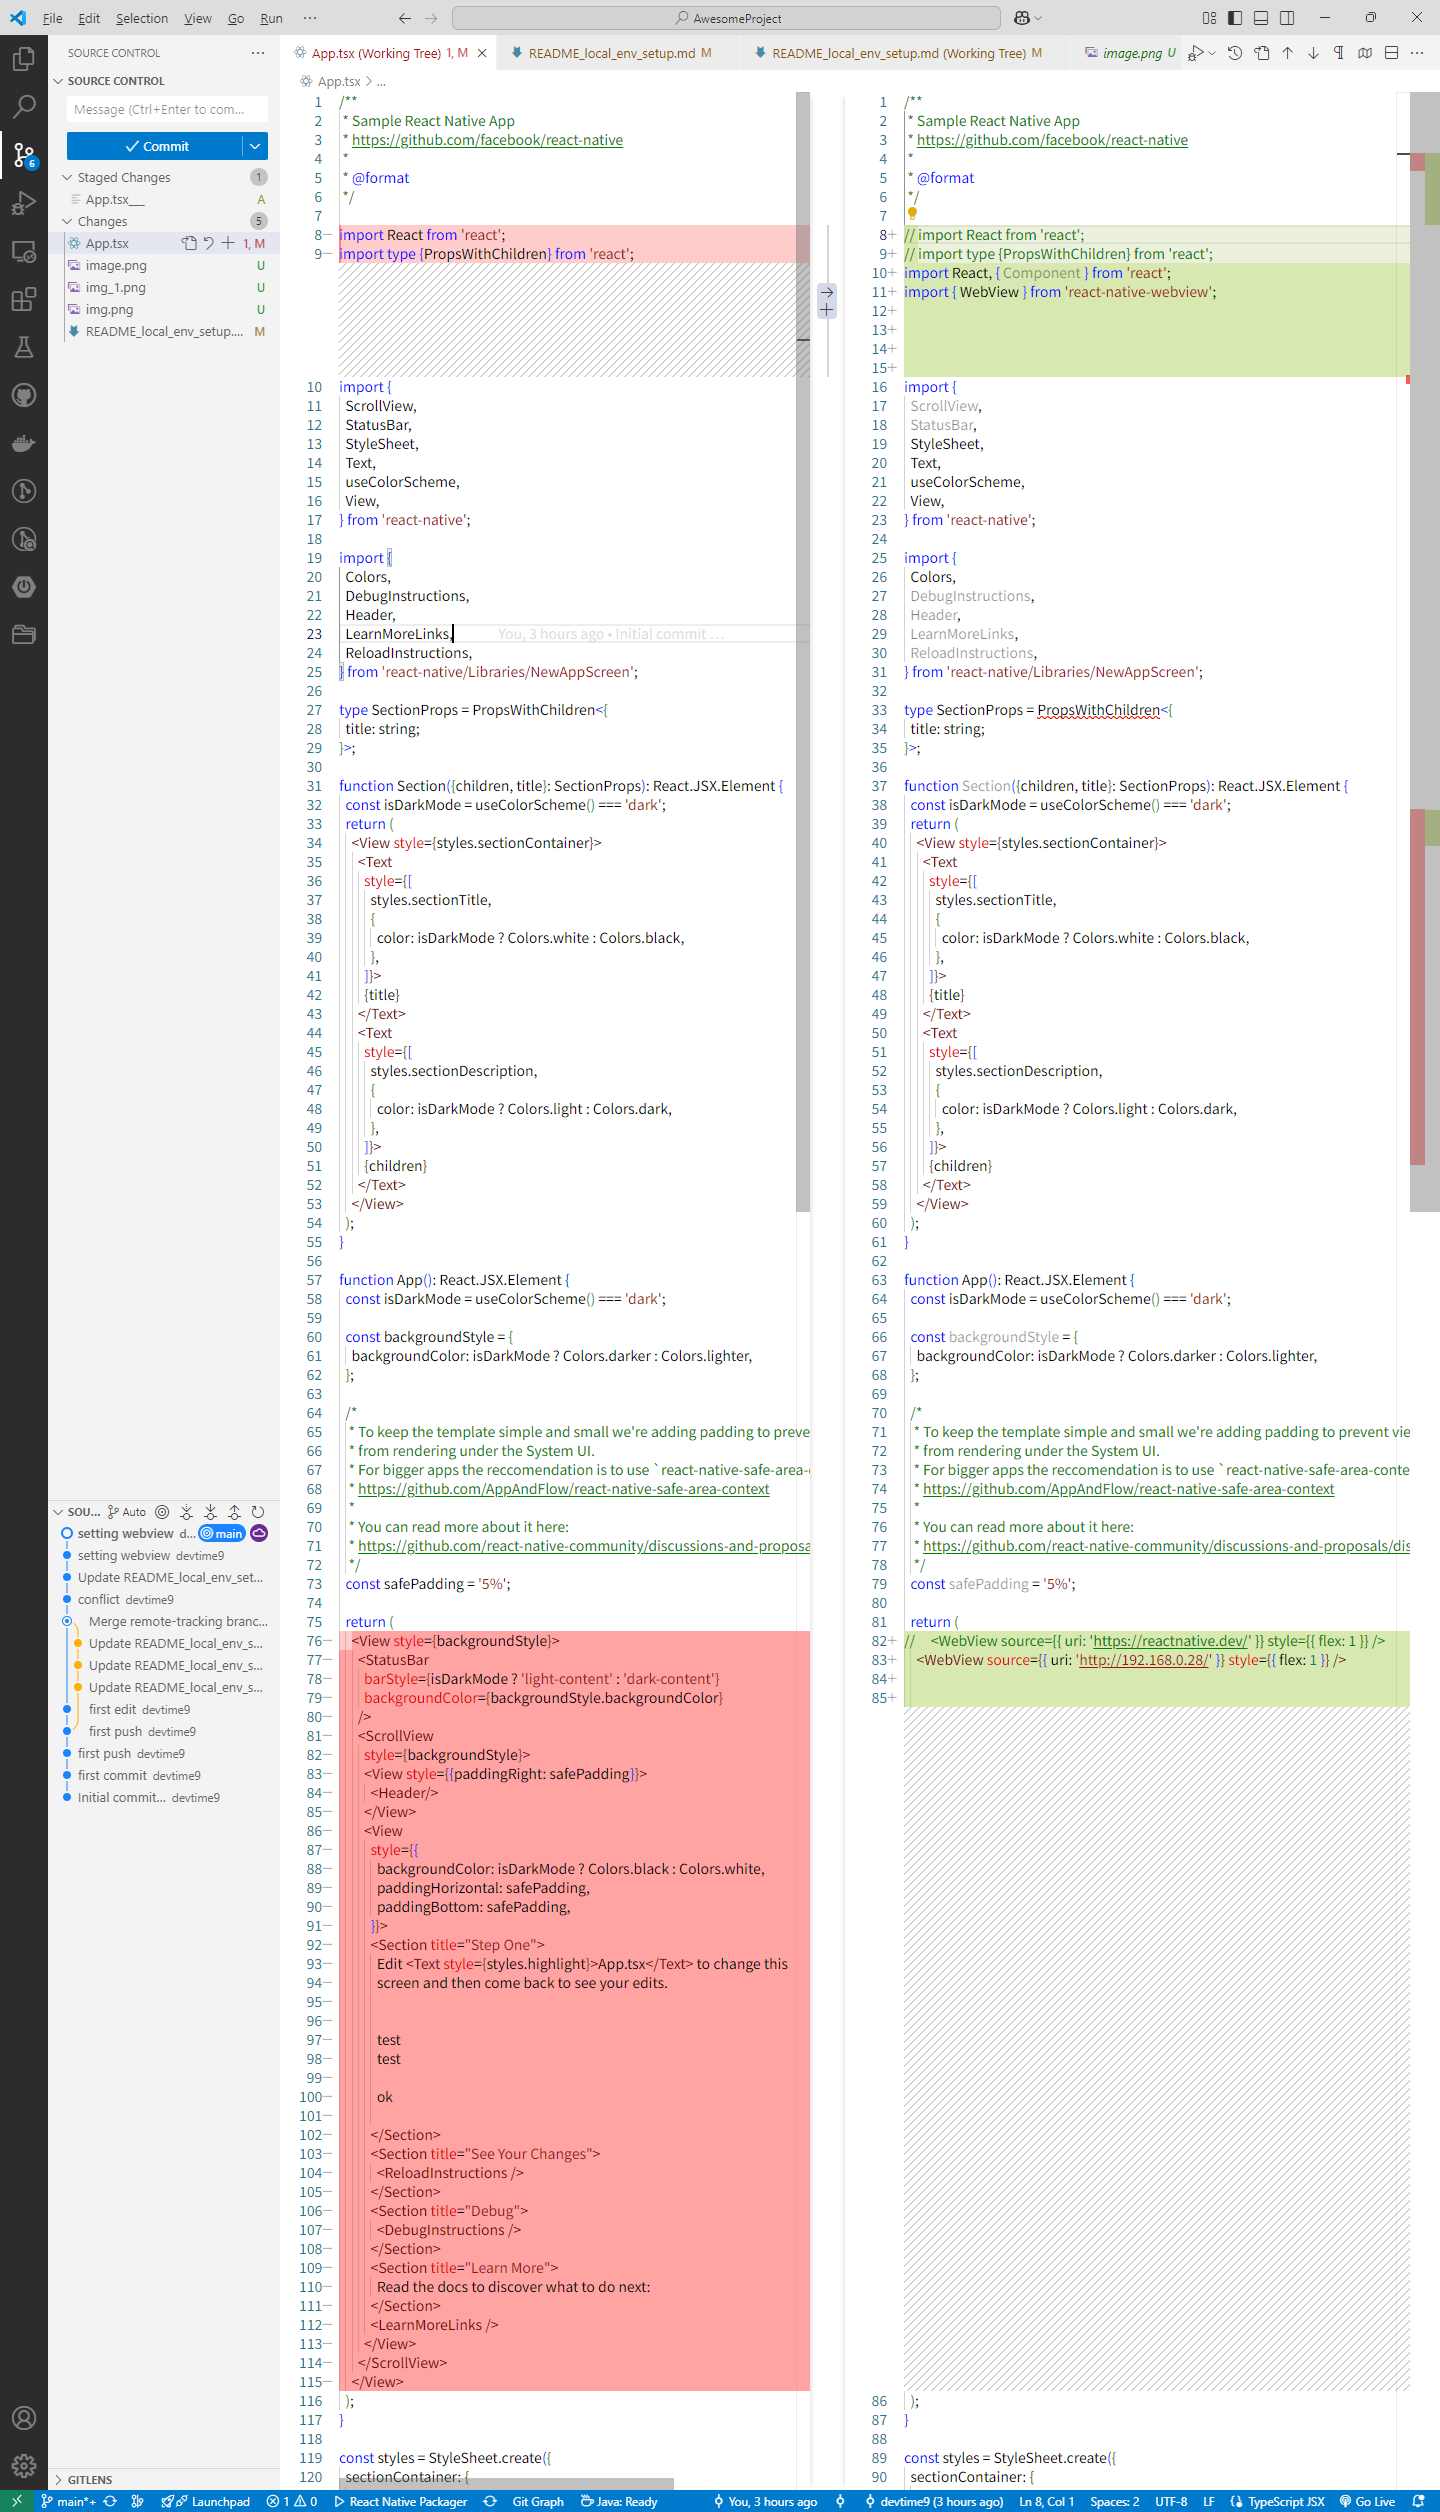 File Edit Selection View Go Run ··· AwesomeProject
SOURCE CONTROL ···
SOURCE CONTROL
Message (Ctrl+Enter to com...
Commit
Staged Changes 1
App.tsx__ A
Changes 5
App.tsx 1, M
image.png U
img_1.png U
img.png U
README_local_env_setup.... M
6
SOU... Auto
setting webview d... main
setting webview devtime9
Update README_local_env_set...
conflict devtime9
Merge remote-tracking branc...
Update README_local_env_s...
Update README_local_env_s...
Update README_local_env_s...
first edit devtime9
first push devtime9
first push devtime9
first commit devtime9
Initial commit... devtime9
GITLENS
App.tsx (Working Tree) 1, M README_local_env_setup.md M README_local_env_setup.md (Working Tree) M image.png U
App.tsx > ...
1 /**
2 * Sample React Native App
3 * https://github.com/facebook/react-native
4 *
5 * @format
6 */
7
8− import React from 'react';
9− import type {PropsWithChildren} from 'react';
10 import {
11 ScrollView,
12 StatusBar,
13 StyleSheet,
14 Text,
15 useColorScheme,
16 View,
17 } from 'react-native';
18
19 import {
20 Colors,
21 DebugInstructions,
22 Header,
23 LearnMoreLinks, You, 3 hours ago • Initial commit …
24 ReloadInstructions,
25 } from 'react-native/Libraries/NewAppScreen';
26
27 type SectionProps = PropsWithChildren<{
28 title: string;
29 }>;
30
31 function Section({children, title}: SectionProps): React.JSX.Element {
32 const isDarkMode = useColorScheme() === 'dark';
33 return (
34 <View style={styles.sectionContainer}>
35 <Text
36 style={[
37 styles.sectionTitle,
38 {
39 color: isDarkMode ? Colors.white : Colors.black,
40 },
41 ]}>
42 {title}
43 </Text>
44 <Text
45 style={[
46 styles.sectionDescription,
47 {
48 color: isDarkMode ? Colors.light : Colors.dark,
49 },
50 ]}>
51 {children}
52 </Text>
53 </View>
54 );
55 }
56
57 function App(): React.JSX.Element {
58 const isDarkMode = useColorScheme() === 'dark';
59
60 const backgroundStyle = {
61 backgroundColor: isDarkMode ? Colors.darker : Colors.lighter,
62 };
63
64 /*
65 * To keep the template simple and small we're adding padding to preve
66 * from rendering under the System UI.
67 * For bigger apps the reccomendation is to use `react-native-safe-area-
68 * https://github.com/AppAndFlow/react-native-safe-area-context
69 *
70 * You can read more about it here:
71 * https://github.com/react-native-community/discussions-and-proposa
72 */
73 const safePadding = '5%';
74
75 return (
76− <View style={backgroundStyle}>
77− <StatusBar
78− barStyle={isDarkMode ? 'light-content' : 'dark-content'}
79− backgroundColor={backgroundStyle.backgroundColor}
80− />
81− <ScrollView
82− style={backgroundStyle}>
83− <View style={{paddingRight: safePadding}}>
84− <Header/>
85− </View>
86− <View
87− style={{
88− backgroundColor: isDarkMode ? Colors.black : Colors.white,
89− paddingHorizontal: safePadding,
90− paddingBottom: safePadding,
91− }}>
92− <Section title="Step One">
93− Edit <Text style={styles.highlight}>App.tsx</Text> to change this
94− screen and then come back to see your edits.
95−
96−
97− test
98− test
99−
100− ok
101−
102− </Section>
103− <Section title="See Your Changes">
104− <ReloadInstructions />
105− </Section>
106− <Section title="Debug">
107− <DebugInstructions />
108− </Section>
109− <Section title="Learn More">
110− Read the docs to discover what to do next:
111− </Section>
112− <LearnMoreLinks />
113− </View>
114− </ScrollView>
115− </View>
116 );
117 }
118
119 const styles = StyleSheet.create({
120 sectionContainer: {
1 /**
2 * Sample React Native App
3 * https://github.com/facebook/react-native
4 *
5 * @format
6 */
7
8+ // import React from 'react';
9+ // import type {PropsWithChildren} from 'react';
10+ import React, { Component } from 'react';
11+ import { WebView } from 'react-native-webview';
12+
13+
14+
15+
16 import {
17 ScrollView,
18 StatusBar,
19 StyleSheet,
20 Text,
21 useColorScheme,
22 View,
23 } from 'react-native';
24
25 import {
26 Colors,
27 DebugInstructions,
28 Header,
29 LearnMoreLinks,
30 ReloadInstructions,
31 } from 'react-native/Libraries/NewAppScreen';
32
33 type SectionProps = PropsWithChildren<{
34 title: string;
35 }>;
36
37 function Section({children, title}: SectionProps): React.JSX.Element {
38 const isDarkMode = useColorScheme() === 'dark';
39 return (
40 <View style={styles.sectionContainer}>
41 <Text
42 style={[
43 styles.sectionTitle,
44 {
45 color: isDarkMode ? Colors.white : Colors.black,
46 },
47 ]}>
48 {title}
49 </Text>
50 <Text
51 style={[
52 styles.sectionDescription,
53 {
54 color: isDarkMode ? Colors.light : Colors.dark,
55 },
56 ]}>
57 {children}
58 </Text>
59 </View>
60 );
61 }
62
63 function App(): React.JSX.Element {
64 const isDarkMode = useColorScheme() === 'dark';
65
66 const backgroundStyle = {
67 backgroundColor: isDarkMode ? Colors.darker : Colors.lighter,
68 };
69
70 /*
71 * To keep the template simple and small we're adding padding to prevent vie
72 * from rendering under the System UI.
73 * For bigger apps the reccomendation is to use `react-native-safe-area-conte
74 * https://github.com/AppAndFlow/react-native-safe-area-context
75 *
76 * You can read more about it here:
77 * https://github.com/react-native-community/discussions-and-proposals/dis
78 */
79 const safePadding = '5%';
80
81 return (
82+ // <WebView source={{ uri: 'https://reactnative.dev/' }} style={{ flex: 1 }} />
83+ <WebView source={{ uri: 'http://192.168.0.28/' }} style={{ flex: 1 }} />
84+
85+
86 );
87 }
88
89 const styles = StyleSheet.create({
90 sectionContainer: {
main*+ Launchpad 1 0 React Native Packager Git Graph Java: Ready You, 3 hours ago devtime9 (3 hours ago) Ln 8, Col 1 Spaces: 2 UTF-8 LF TypeScript JSX Go Live